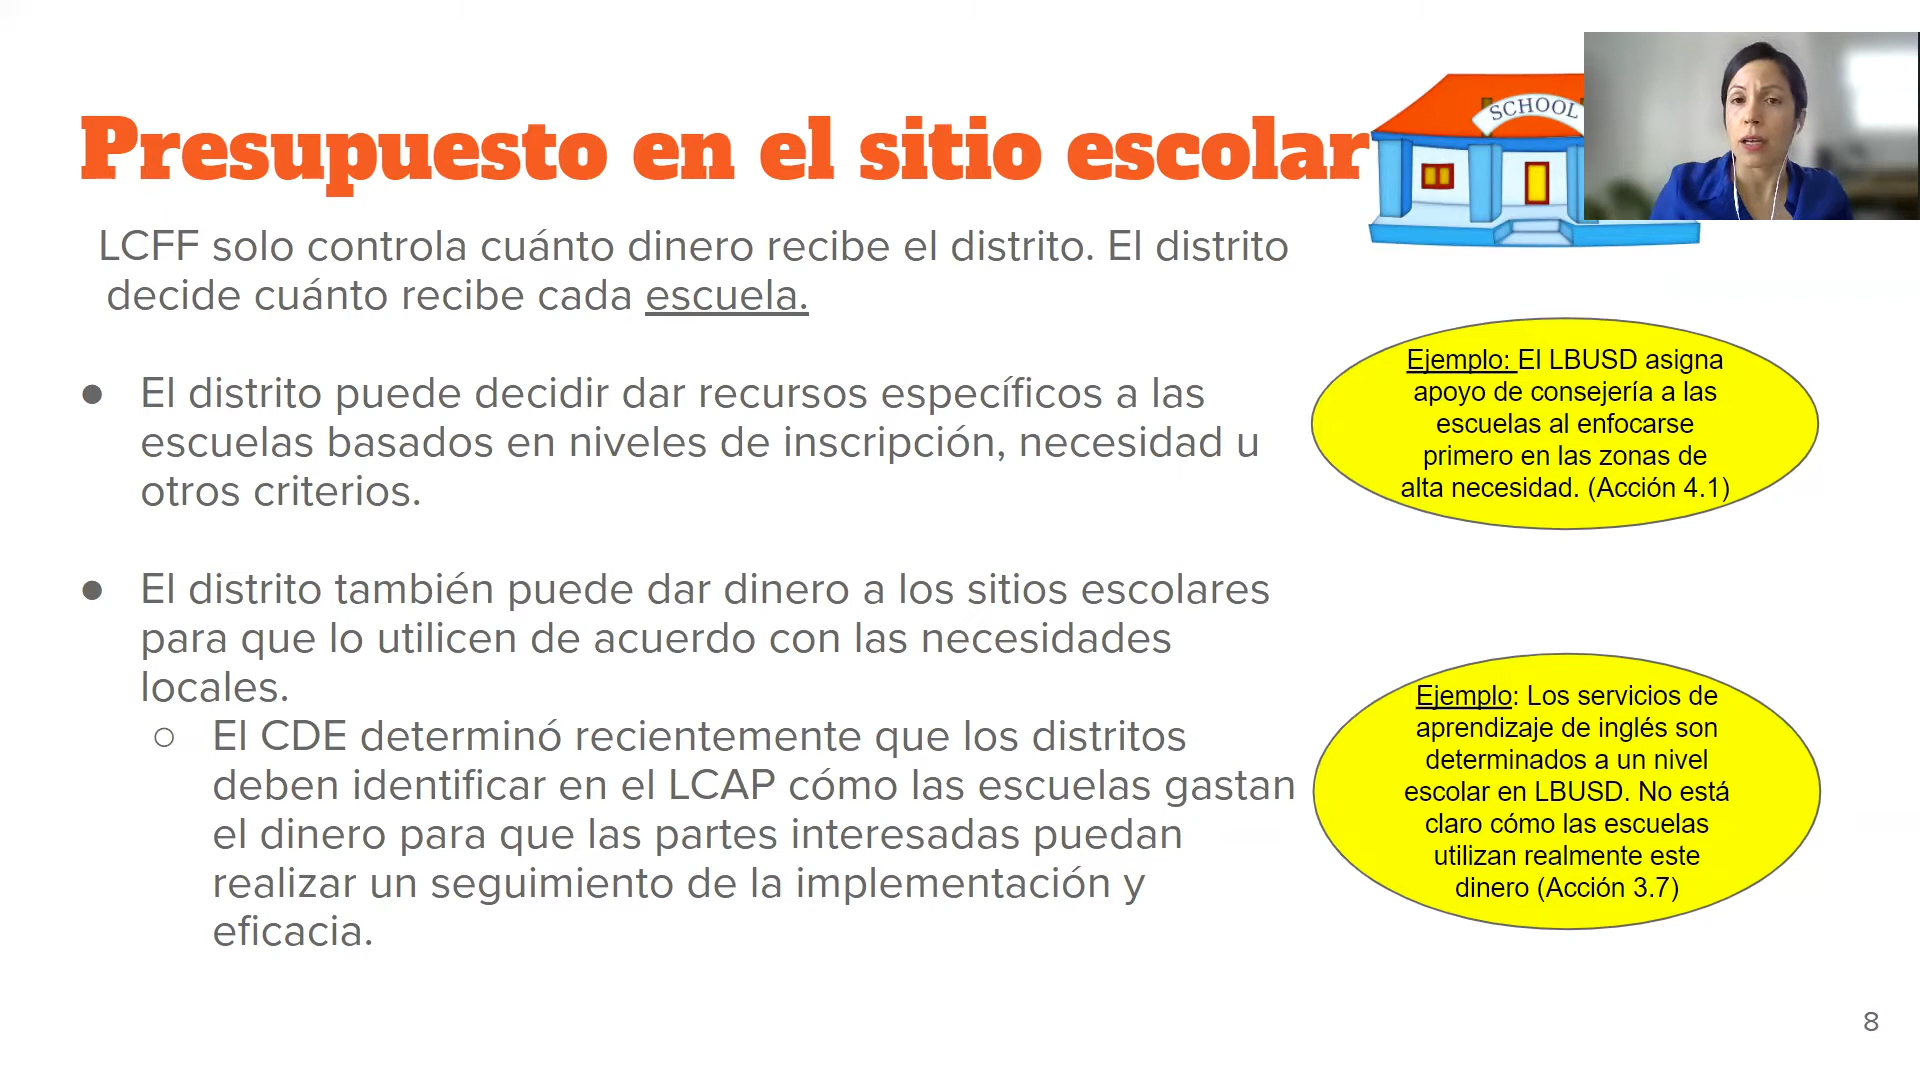 SCHOOL
Presupuesto en el sitio escolar
LCFF solo controla cuánto dinero recibe el distrito. El distrito
decide cuánto recibe cada escuela.
● El distrito puede decidir dar recursos específicos a las
escuelas basados en niveles de inscripción, necesidad u
otros criterios.
Ejemplo: El LBUSD asigna
apoyo de consejería a las
escuelas al enfocarse
primero en las zonas de
alta necesidad. (Acción 4.1)
● El distrito también puede dar dinero a los sitios escolares
para que lo utilicen de acuerdo con las necesidades
locales.
○ El CDE determinó recientemente que los distritos
deben identificar en el LCAP cómo las escuelas gastan
el dinero para que las partes interesadas puedan
realizar un seguimiento de la implementación y
eficacia.
Ejemplo: Los servicios de
aprendizaje de inglés son
determinados a un nivel
escolar en LBUSD. No está
claro cómo las escuelas
utilizan realmente este
dinero (Acción 3.7)
8